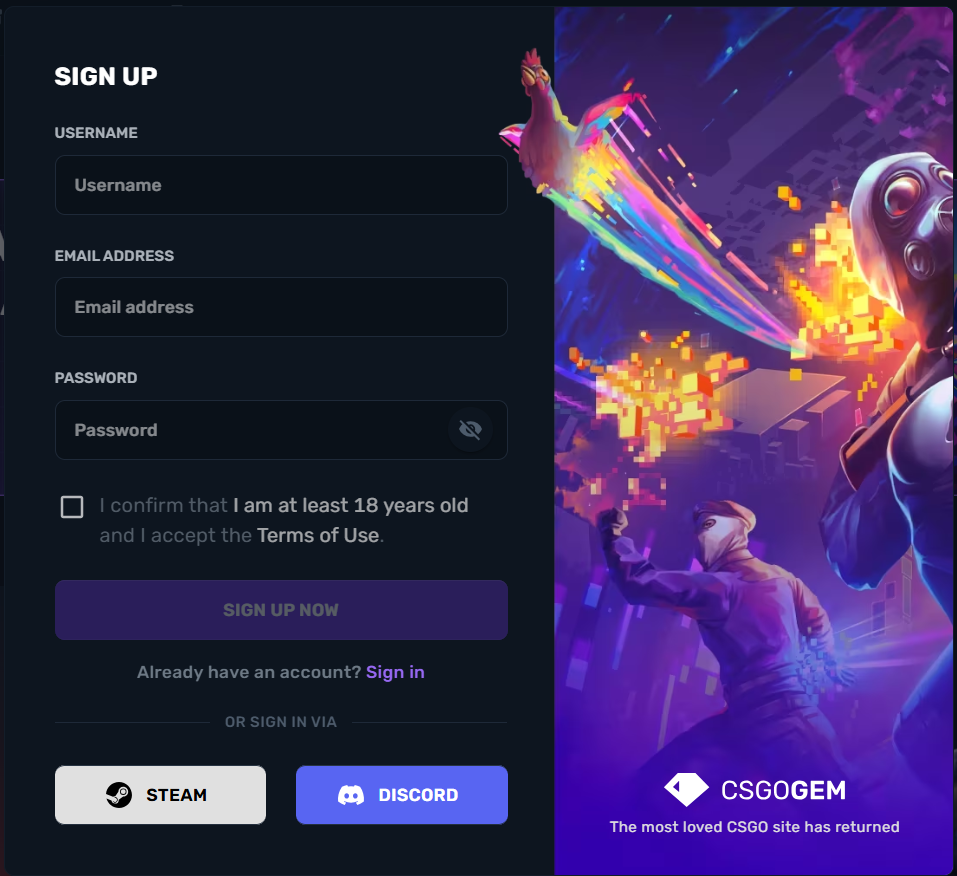 SIGN UP
USERNAME
Username
EMAIL ADDRESS
Email address
PASSWORD
Password
I confirm that I am at least 18 years old
and I accept the Terms of Use.
SIGN UP NOW
Already have an account? Sign in
OR SIGN IN VIA
STEAM
DISCORD
CSGOGEM
The most loved CSGO site has returned